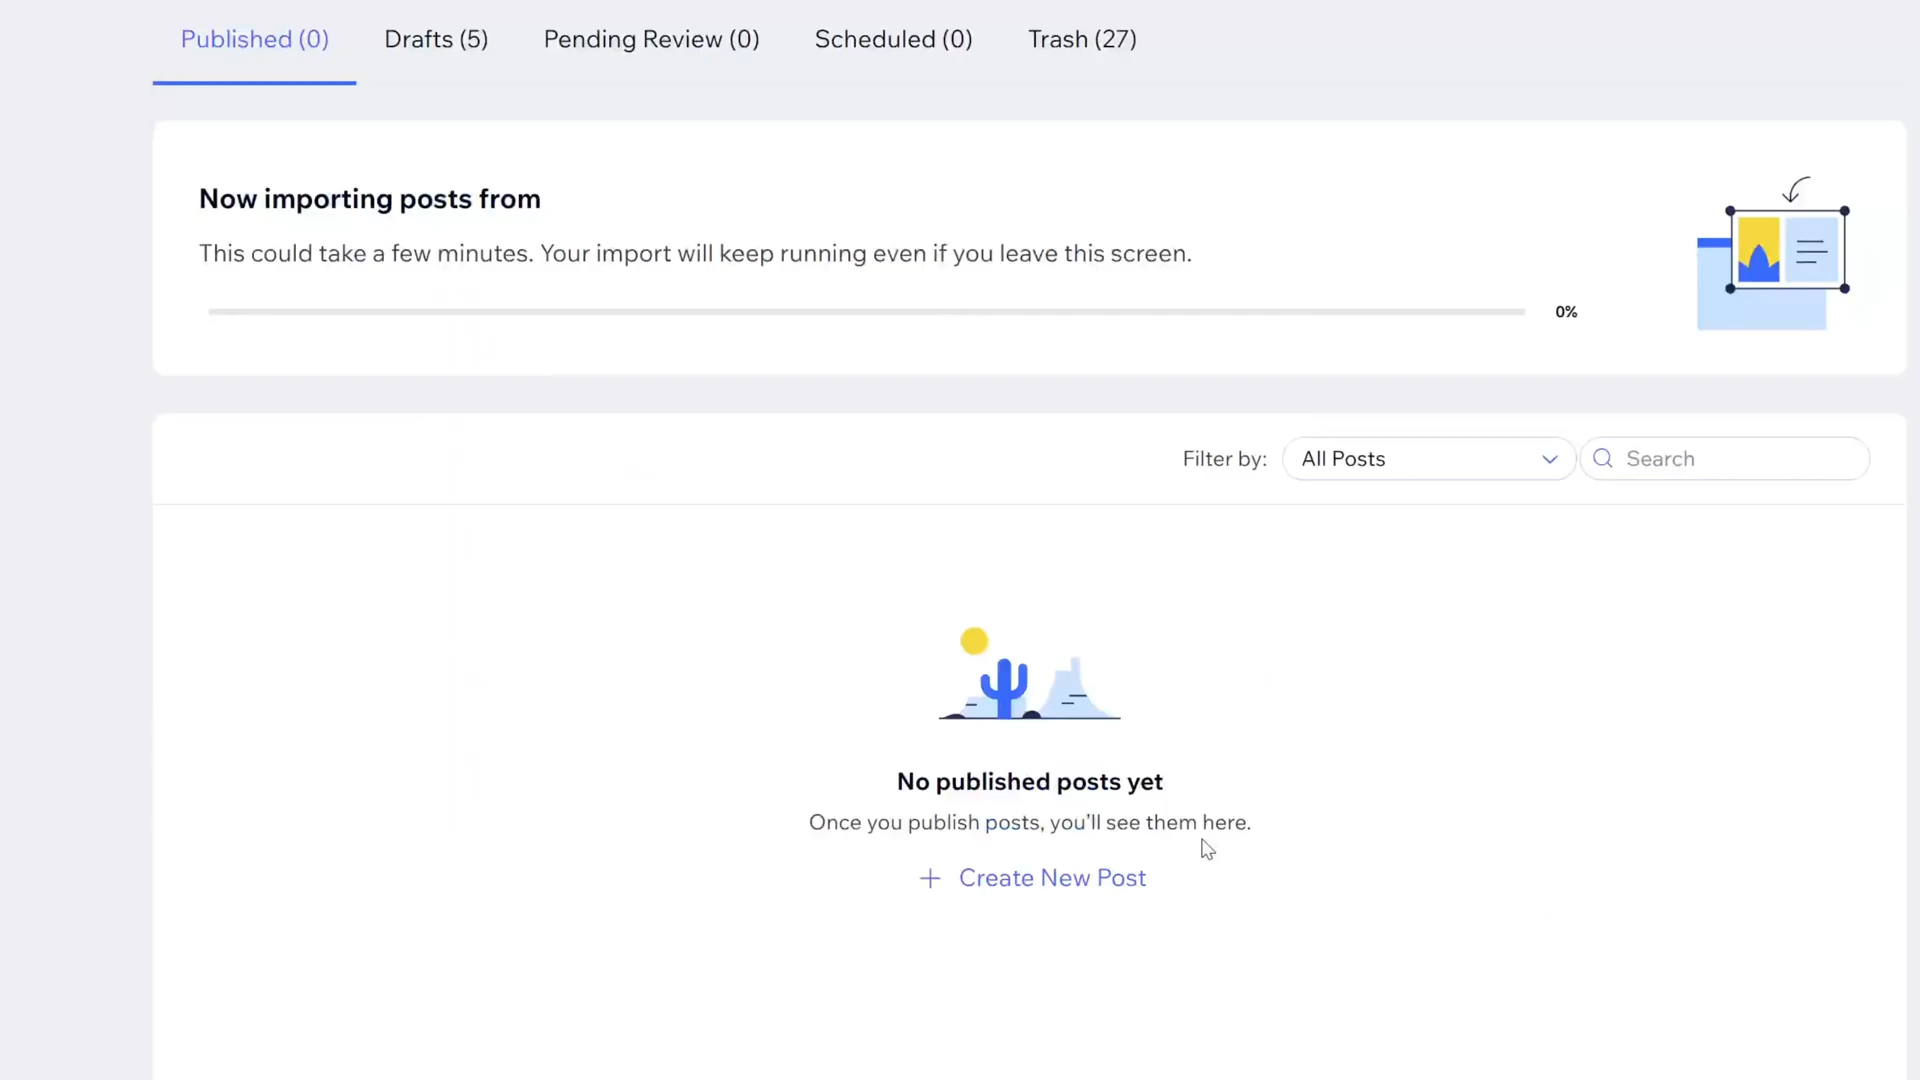 Published (0) Drafts (5) Pending Review (0) Scheduled (0) Trash (27)
Now importing posts from
This could take a few minutes. Your import will keep running even if you leave this screen.
0%
Filter by: All Posts Search
No published posts yet
Once you publish posts, you'll see them here.
+ Create New Post